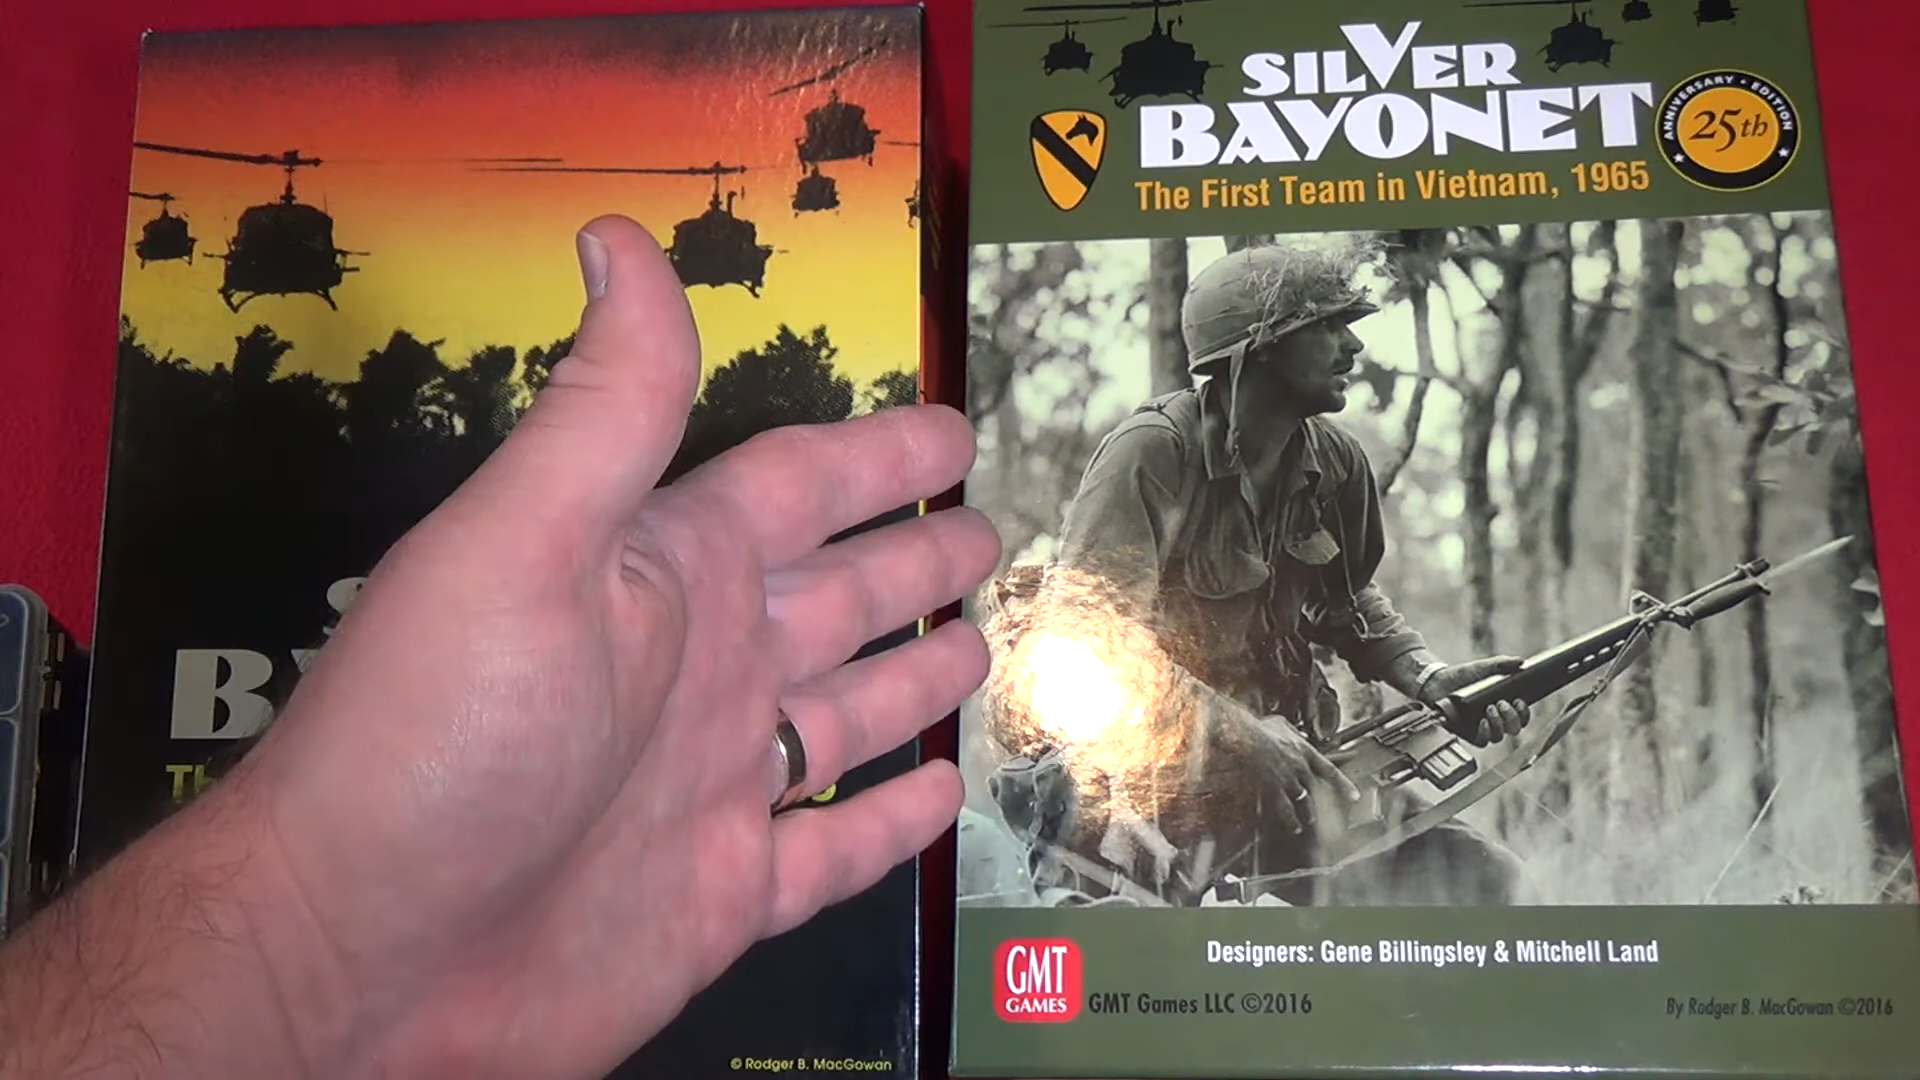 SILVER
BAYONET
The First Team in Vietnam, 1965
ANNIVERSARY • EDITION
25th
Designers: Gene Billingsley & Mitchell Land
GMT
GAMES
GMT Games LLC ©2016
By Rodger B. MacGowan ©2016
© Rodger B. MacGowan